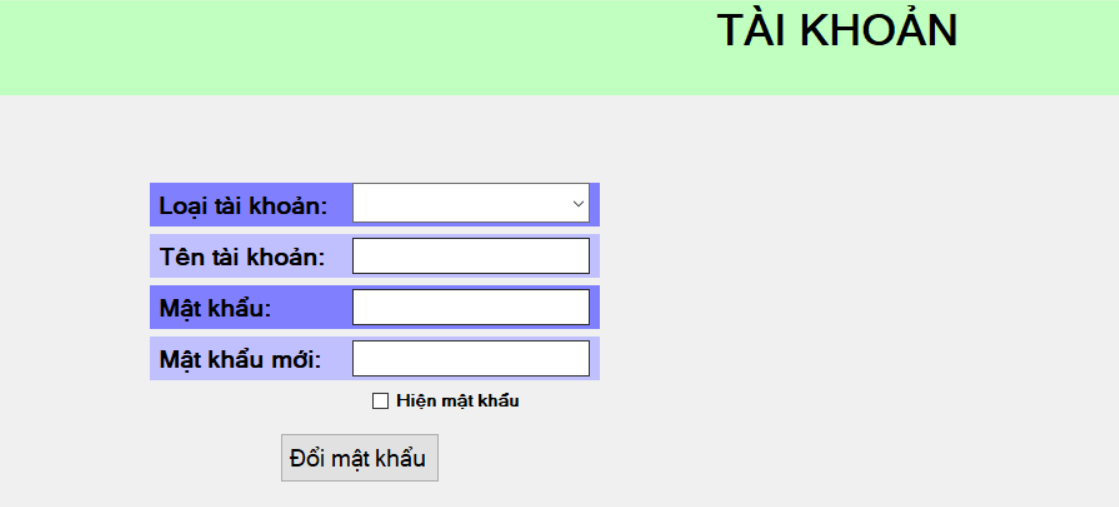 TÀI KHOẢN
Loại tài khoản:
Tên tài khoản:
Mật khẩu:
Mật khẩu mới:
Hiện mật khẩu
Đổi mật khẩu